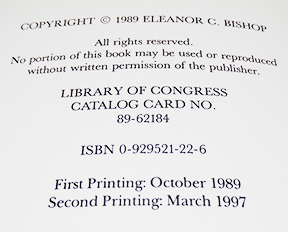 COPYRIGHT © 1989 ELEANOR C. BISHOP
All rights reserved.
No portion of this book may be used or reproduced
without written permission of the publisher.
LIBRARY OF CONGRESS
CATALOG CARD NO.
89-62184
ISBN 0-929521-22-6
First Printing: October 1989
Second Printing: March 1997